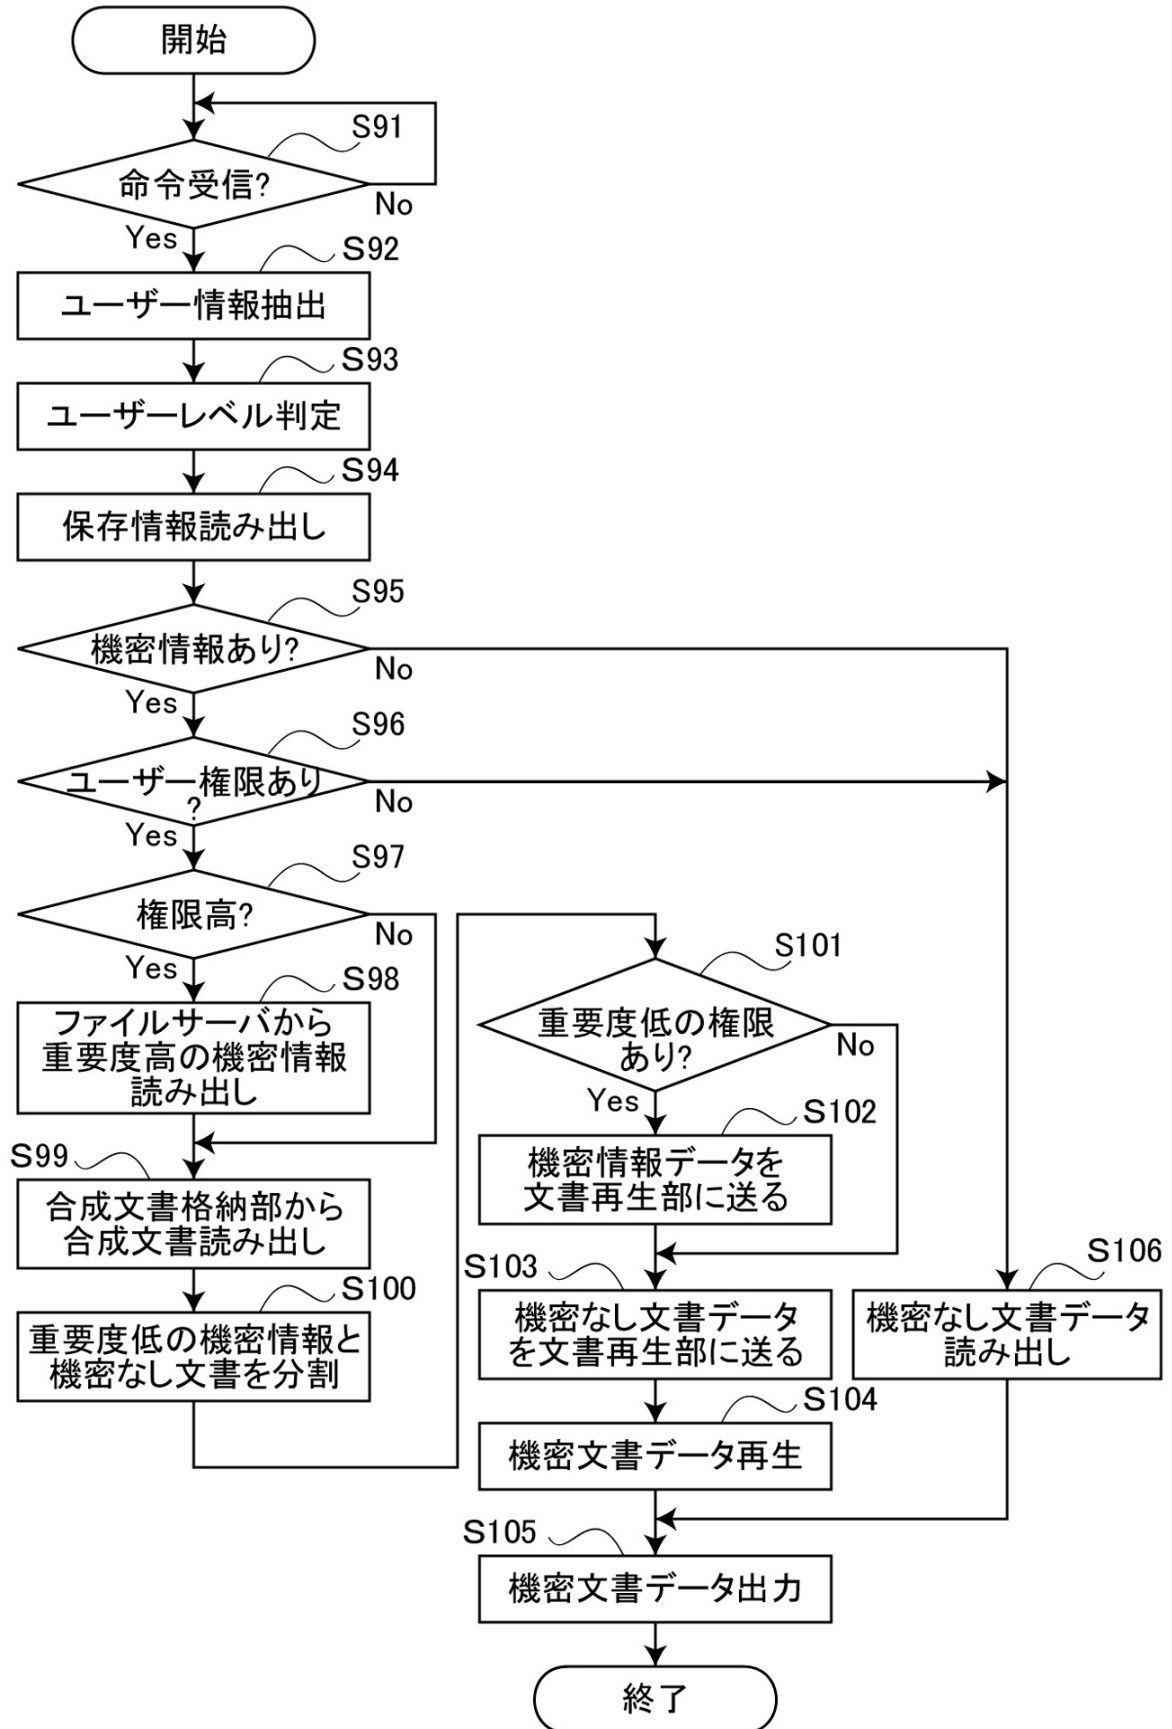 開始
S91
命令受信?
No
Yes
S92
ユーザー情報抽出
S93
ユーザーレベル判定
S94
保存情報読み出し
S95
機密情報あり?
No
Yes
S96
ユーザー権限あり
?
No
Yes
S97
権限高?
No
Yes
S98
ファイルサーバから
重要度高の機密情報
読み出し
S99
合成文書格納部から
合成文書読み出し
S100
重要度低の機密情報と
機密なし文書を分割
S101
重要度低の権限
あり?
No
Yes
S102
機密情報データを
文書再生部に送る
S103
機密なし文書データ
を文書再生部に送る
S104
機密文書データ再生
S106
機密なし文書データ
読み出し
S105
機密文書データ出力
終了